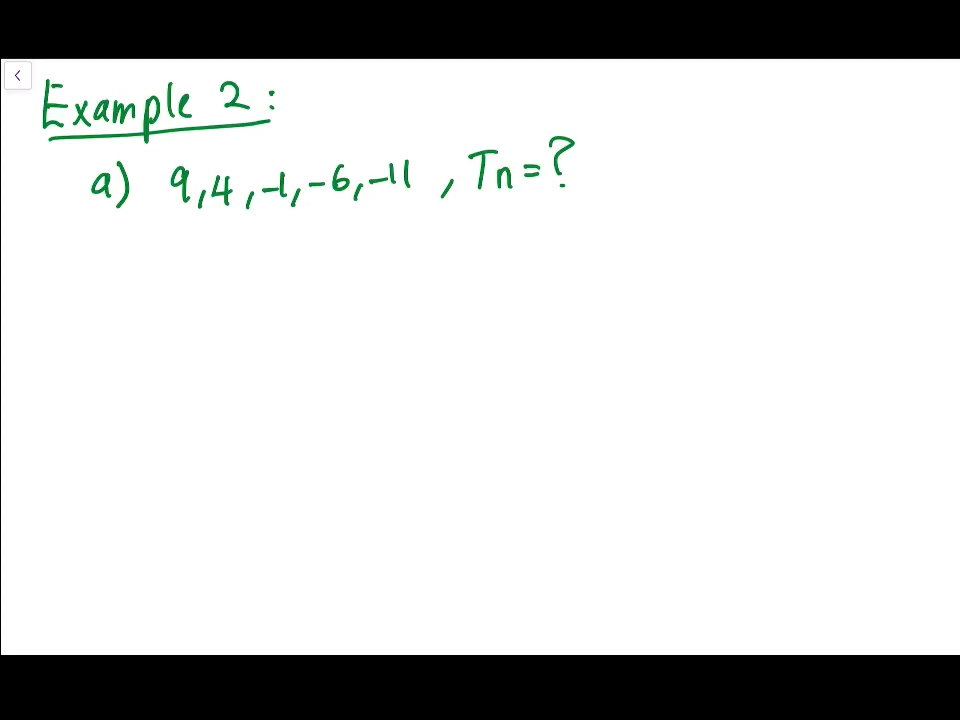 Example 2:
a) 9, 4, -1, -6, -11, Tn = ?